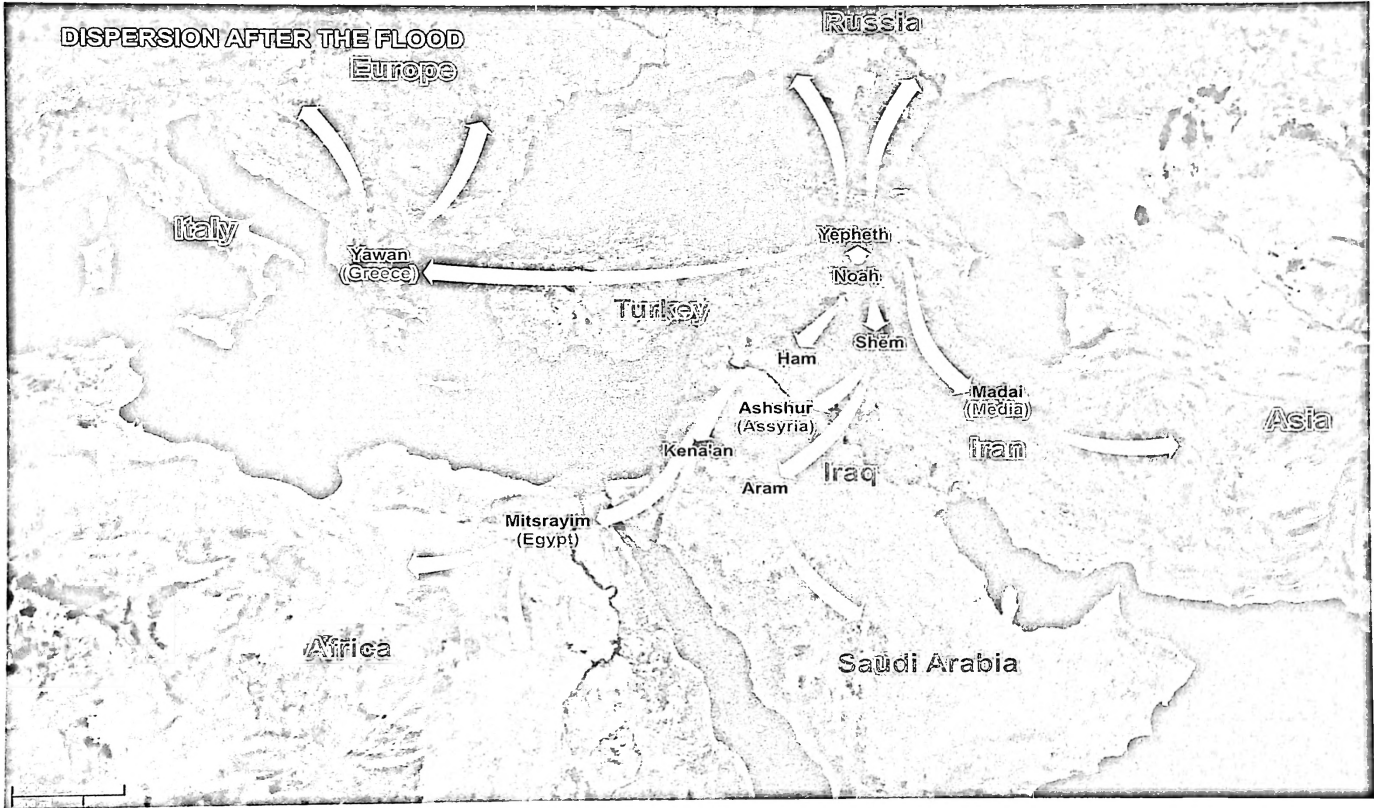 DISPERSION AFTER THE FLOOD
Russia
Europe
Italy
Yawan
(Greece)
Yepheth
Noah
Turkey
Ham
Shem
Madai
(Media)
Ashshur
(Assyria)
Asia
Kena'an
Iran
Iraq
Aram
Mitsrayim
(Egypt)
Africa
Saudi Arabia